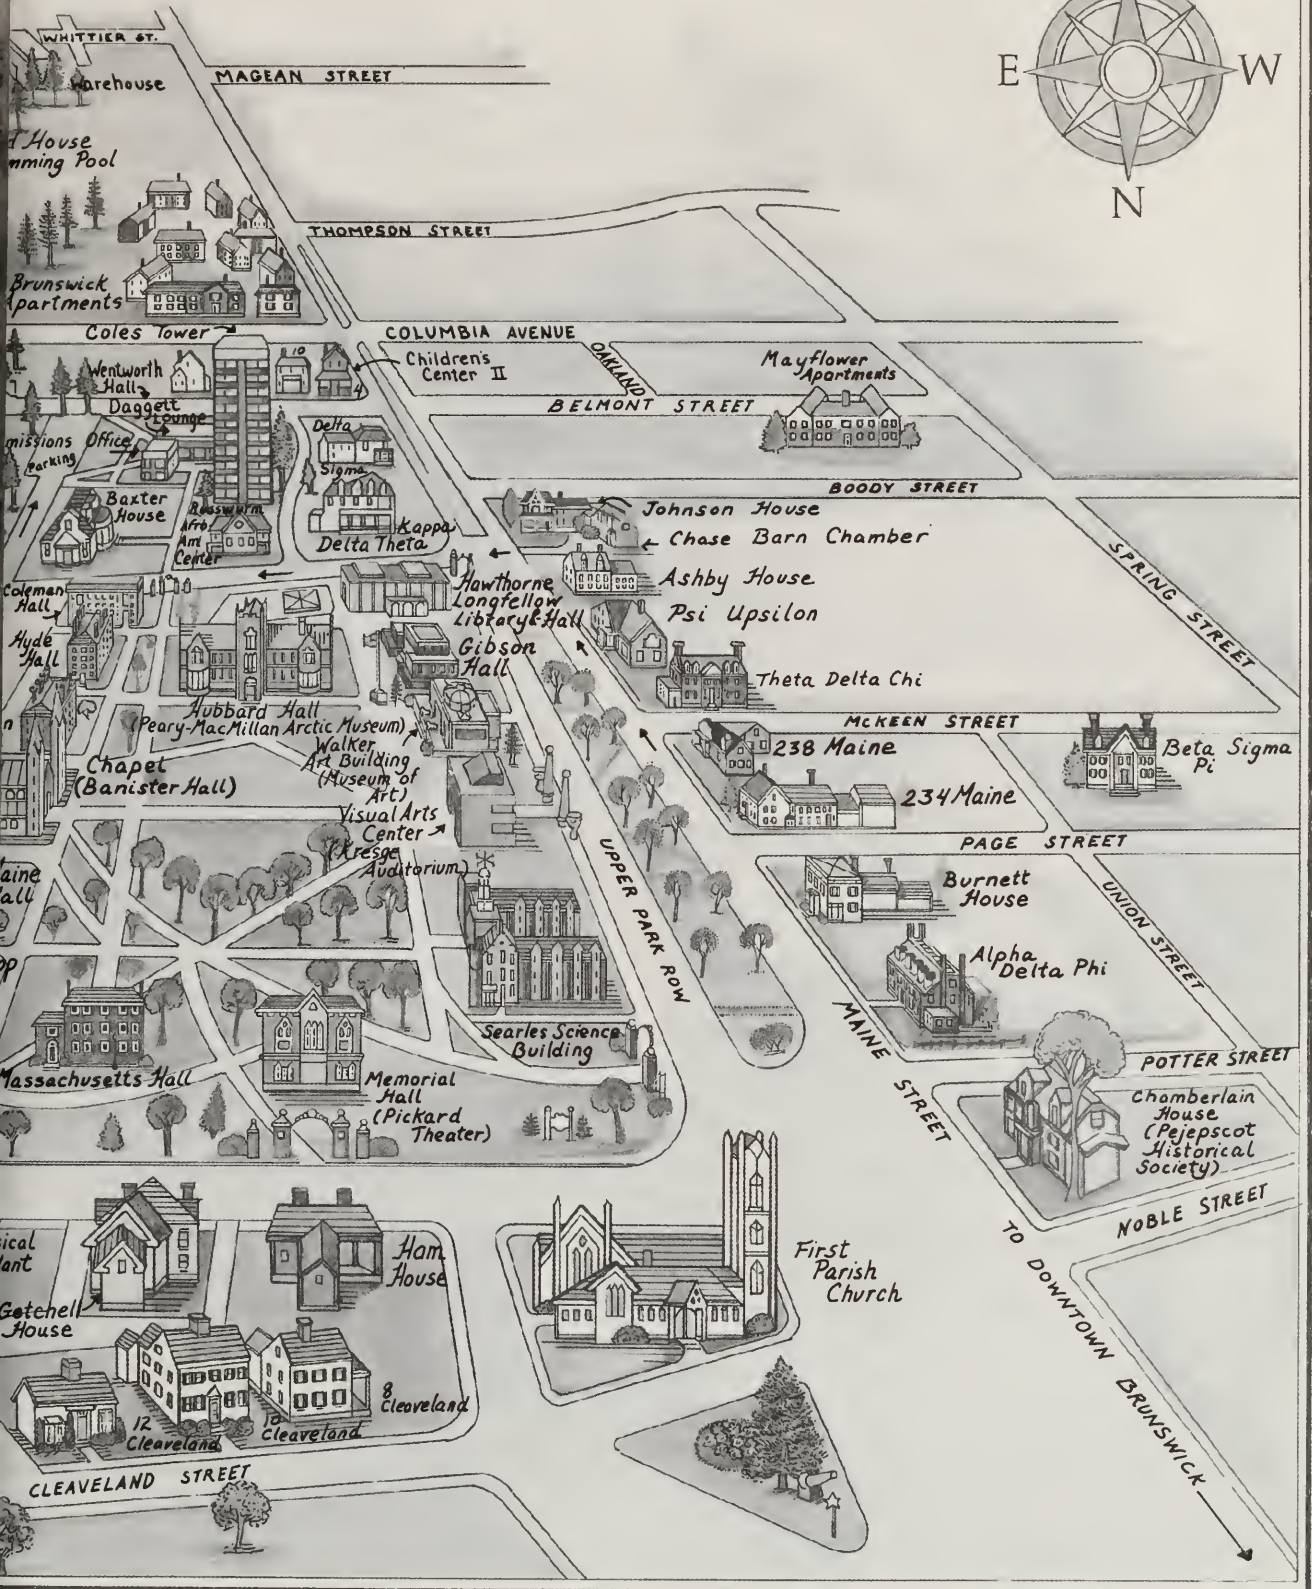 WHITTIER ST.
MAGEAN STREET
Warehouse
E
W
N
House
Pool
THOMPSON STREET
Brunswick
Apartments
Coles Tower
COLUMBIA AVENUE
OAKLAND
Wentworth
Hall
10
4
Children's
Center II
Mayflower
Apartments
Daggett
Lounge
BELMONT STREET
Office
Parking
Delta
Sigma
BOODY STREET
Baxter
House
Russwurm
Afro
Am
Center
Kappa
Delta Theta
Johnson House
Chase Barn Chamber
SPRING STREET
Ashby House
Coleman
Hall
Hawthorne
Longfellow
Library & Hall
Psi Upsilon
Hyde
Hall
Gibson
Hall
Theta Delta Chi
Hubbard Hall
(Peary-MacMillan Arctic Museum)
McKEEN STREET
Walker
Art Building
(Museum of
Art)
238 Maine
Beta Sigma
Pi
Chapel
(Banister Hall)
234 Maine
Visual Arts
Center
(Kresge
Auditorium)
UPPER PARK ROW
PAGE STREET
Burnett
House
UNION STREET
Alpha
Delta Phi
Searles Science
Building
MAINE STREET
POTTER STREET
Massachusetts Hall
Memorial
Hall
(Pickard
Theater)
Chamberlain
House
(Pejepscot
Historical
Society)
NOBLE STREET
Ham
House
First
Parish
Church
TO DOWNTOWN BRUNSWICK
Getchell
House
8
Cleaveland
12
Cleaveland
10
Cleaveland
CLEAVELAND STREET